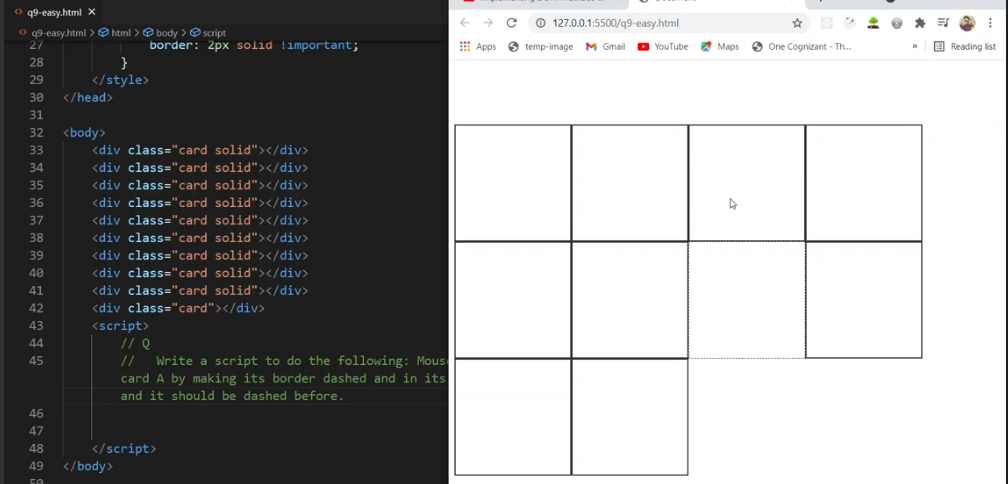 q9-easy.html
q9-easy.html > html > body > script
127.0.0.1:5500/q9-easy.html
Apps temp-image Gmail YouTube Maps One Cognizant - Th... » Reading list
27 border: 2px solid !important;
28 }
29 </style>
30 </head>
31
32 <body>
33 <div class="card solid"></div>
34 <div class="card solid"></div>
35 <div class="card solid"></div>
36 <div class="card solid"></div>
37 <div class="card solid"></div>
38 <div class="card solid"></div>
39 <div class="card solid"></div>
40 <div class="card solid"></div>
41 <div class="card solid"></div>
42 <div class="card"></div>
43 <script>
44 // Q
45 // Write a script to do the following: Mous
card A by making its border dashed and in its
and it should be dashed before.
46
47
48 </script>
49 </body>